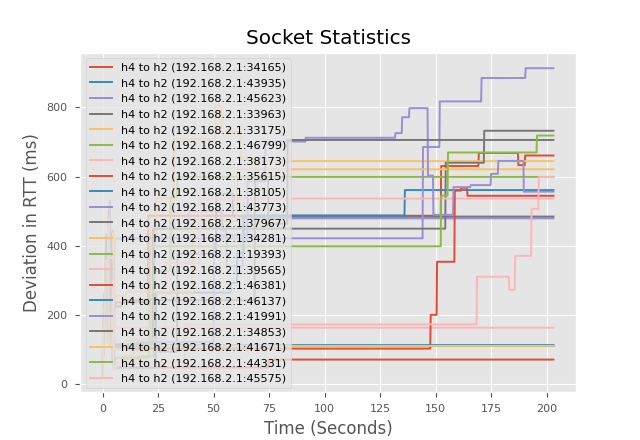 Socket Statistics
Deviation in RTT (ms)
800
600
400
200
0
h4 to h2 (192.168.2.1:34165)
h4 to h2 (192.168.2.1:43935)
h4 to h2 (192.168.2.1:45623)
h4 to h2 (192.168.2.1:33963)
h4 to h2 (192.168.2.1:33175)
h4 to h2 (192.168.2.1:46799)
h4 to h2 (192.168.2.1:38173)
h4 to h2 (192.168.2.1:35615)
h4 to h2 (192.168.2.1:38105)
h4 to h2 (192.168.2.1:43773)
h4 to h2 (192.168.2.1:37967)
h4 to h2 (192.168.2.1:34281)
h4 to h2 (192.168.2.1:19393)
h4 to h2 (192.168.2.1:39565)
h4 to h2 (192.168.2.1:46381)
h4 to h2 (192.168.2.1:46137)
h4 to h2 (192.168.2.1:41991)
h4 to h2 (192.168.2.1:34853)
h4 to h2 (192.168.2.1:41671)
h4 to h2 (192.168.2.1:44331)
h4 to h2 (192.168.2.1:45575)
0 25 50 75 100 125 150 175 200
Time (Seconds)